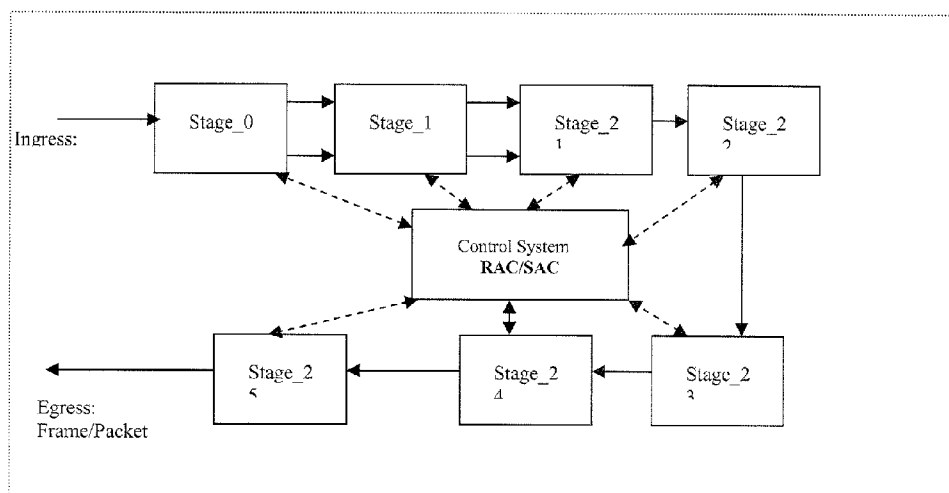 Ingress:
Stage_0
Stage_1
Stage_2
1
Stage_2
2
Control System
RAC/SAC
Stage_2
5
Stage_2
4
Stage_2
3
Egress:
Frame/Packet